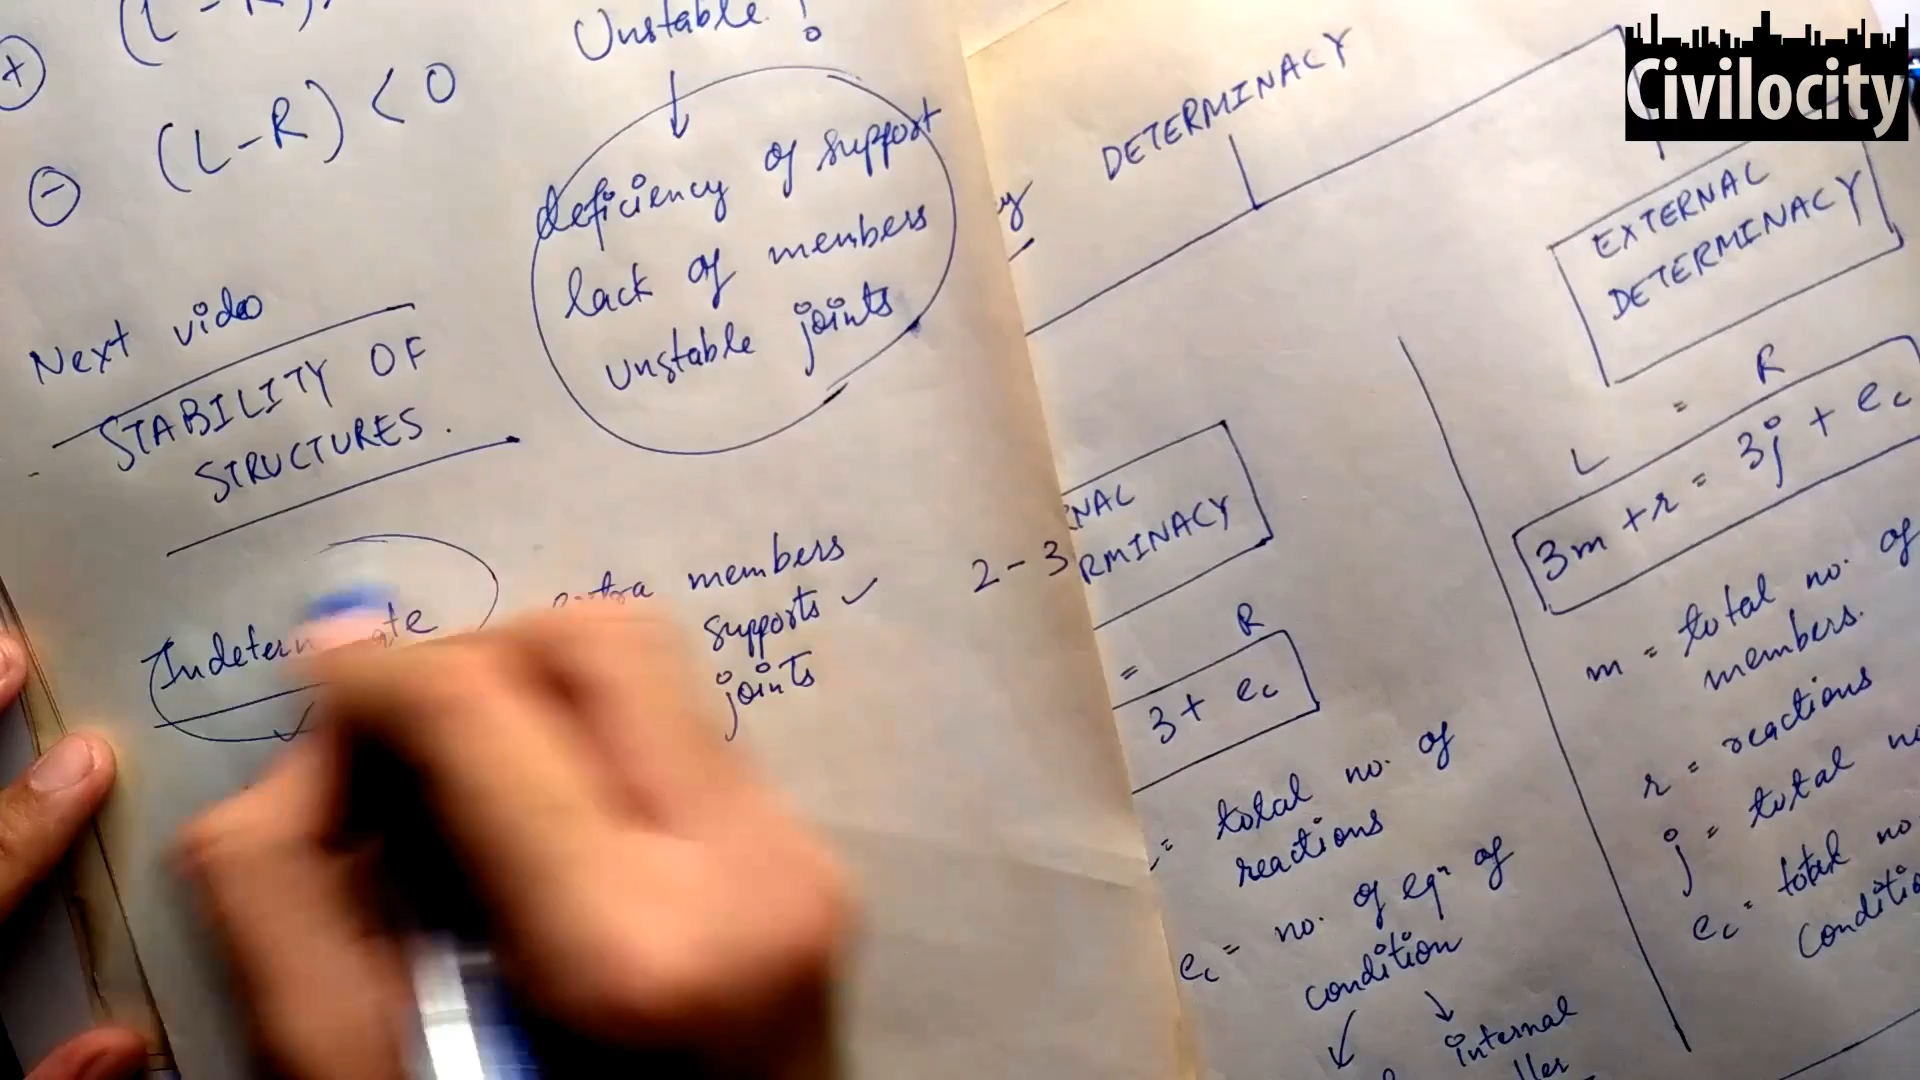 Unstable !
⊕ (L-R)
⊖ (L-R) < 0
deficiency of support
lack of members
unstable joints
Next video
STABILITY OF
STRUCTURES.
extra members
supports ✓
joints
2 - 3
DETERMINACY
RMINACY
= R
3 + ec
total no. of
reactions
ec = no. of eqn of
condition
internal
EXTERNAL
DETERMINACY
L = R
3m + r = 3j + ec
m = total no. of
members.
r = reactions
j = total
ec = total no
Civilocity